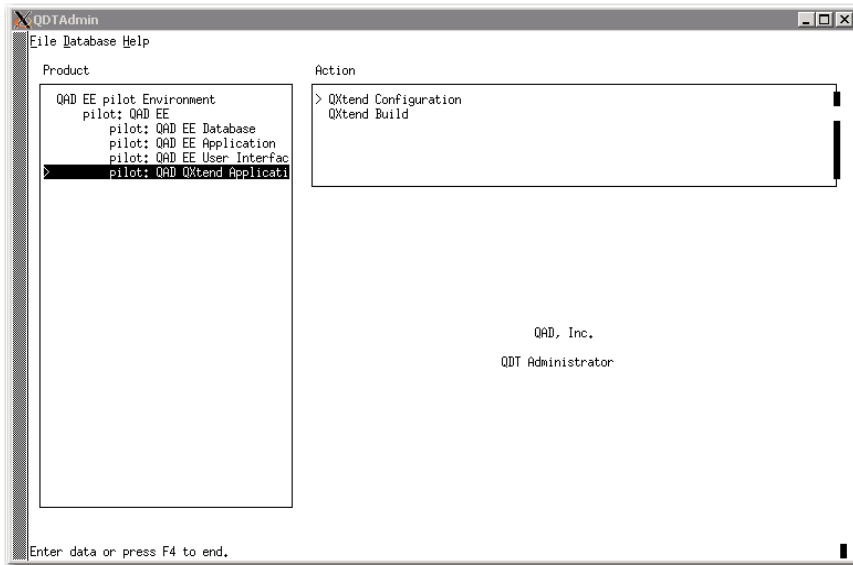 QDTAdmin
File Database Help
Product
Action
QAD EE pilot Environment
pilot: QAD EE
pilot: QAD EE Database
pilot: QAD EE Application
pilot: QAD EE User Interfac
> pilot: QAD QXtend Applicati
> QXtend Configuration
QXtend Build
QAD, Inc.
QDT Administrator
Enter data or press F4 to end.